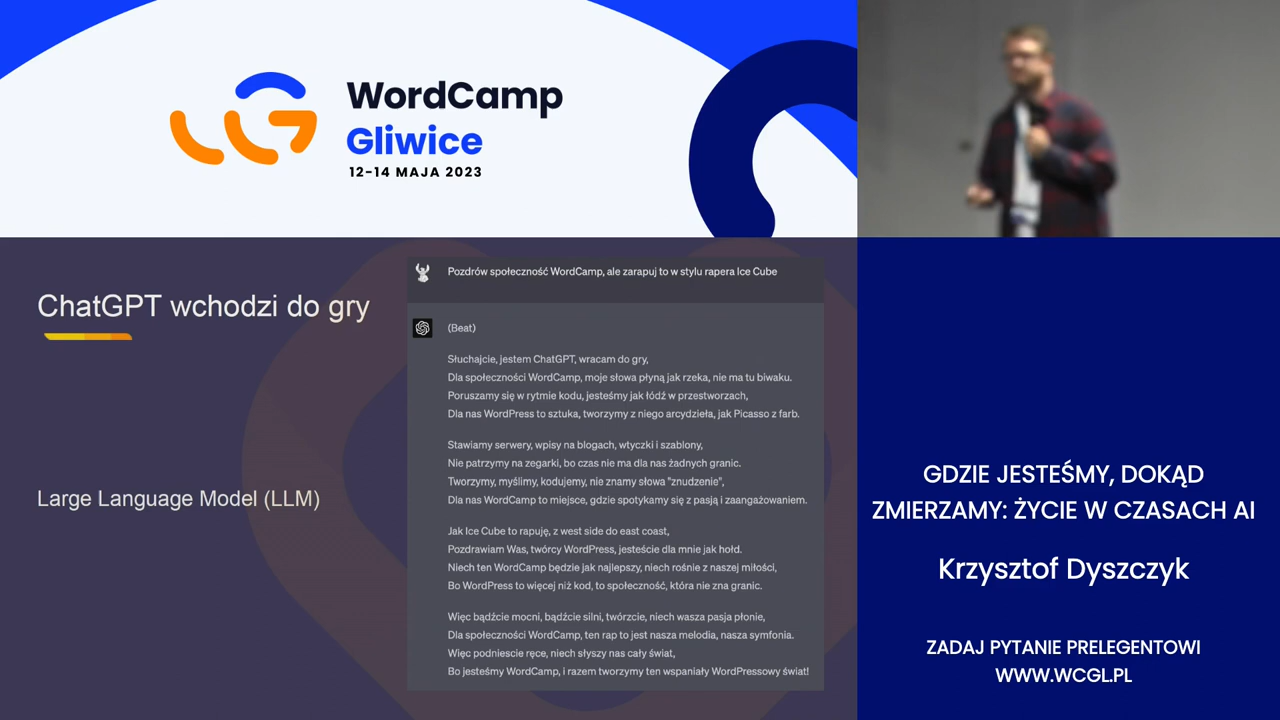 WordCamp
Gliwice
12-14 MAJA 2023
ChatGPT wchodzi do gry
Large Language Model (LLM)
Pozdrów społeczność WordCamp, ale zarapuj to w stylu rapera Ice Cube
(Beat)
Słuchajcie, jestem ChatGPT, wracam do gry,
Dla społeczności WordCamp, moje słowa płyną jak rzeka, nie ma tu biwaku.
Poruszamy się w rytmie kodu, jesteśmy jak łódź w przestworzach,
Dla nas WordPress to sztuka, tworzymy z niego arcydzieła, jak Picasso z farb.
Stawiamy serwery, wpisy na blogach, wtyczki i szablony,
Nie patrzymy na zegarki, bo czas nie ma dla nas żadnych granic.
Tworzymy, myślimy, kodujemy, nie znamy słowa "znudzenie",
Dla nas WordCamp to miejsce, gdzie spotykamy się z pasją i zaangażowaniem.
Jak Ice Cube to rapuję, z west side do east coast,
Pozdrawiam Was, twórcy WordPress, jesteście dla mnie jak hołd.
Niech ten WordCamp będzie jak najlepszy, niech rośnie z naszej miłości,
Bo WordPress to więcej niż kod, to społeczność, która nie zna granic.
Więc bądźcie mocni, bądźcie silni, twórzcie, niech wasza pasja płonie,
Dla społeczności WordCamp, ten rap to jest nasza melodia, nasza symfonia.
Więc podniescie ręce, niech słyszy nas cały świat,
Bo jesteśmy WordCamp, i razem tworzymy ten wspaniały WordPressowy świat!
GDZIE JESTEŚMY, DOKĄD
ZMIERZAMY: ŻYCIE W CZASACH AI
Krzysztof Dyszczyk
ZADAJ PYTANIE PRELEGENTOWI
WWW.WCGL.PL